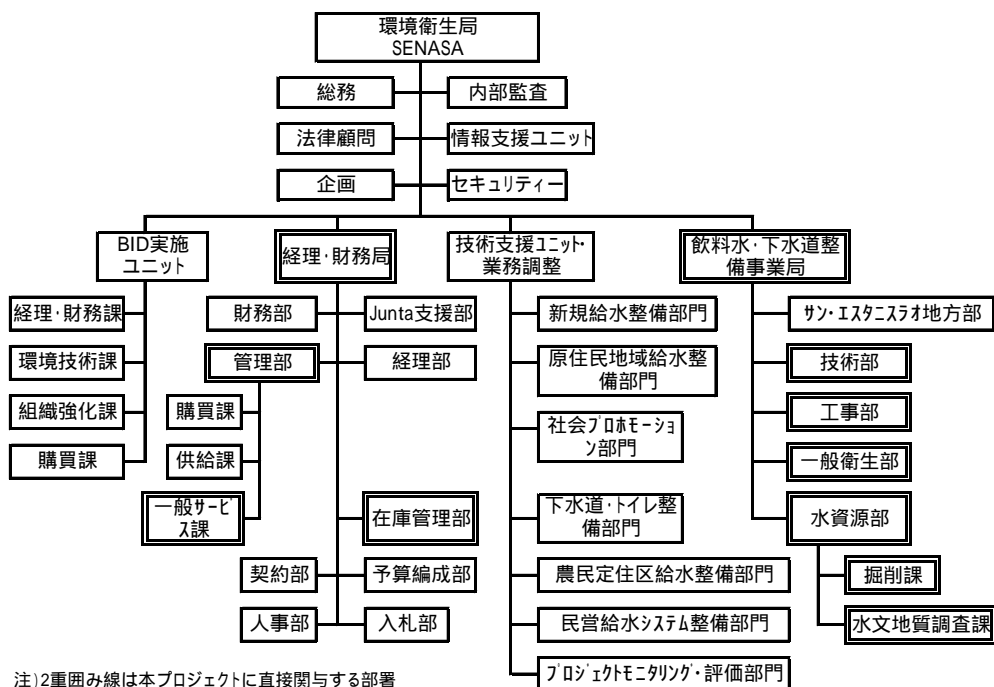 環境衛生局
SENASA
総務
内部監査
法律顧問
情報支援ユニット
企画
セキュリティー
BID実施
ユニット
経理・財務局
技術支援ﾕﾆｯﾄ・
業務調整
飲料水・下水道整
備事業局
経理・財務課
環境技術課
組織強化課
購買課
財務部
Junta支援部
管理部
経理部
購買課
供給課
一般ｻｰﾋﾞ
ｽ課
在庫管理部
契約部
予算編成部
人事部
入札部
新規給水整備部門
原住民地域給水整
備部門
社会ﾌﾟﾛﾎﾓｰｼｮ
ﾝ部門
下水道・ﾄｲﾚ整
備部門
農民定住区給水整備部門
民営給水ｼｽﾃﾑ整備部門
ﾌﾟﾛｼﾞｪｸﾄﾓﾆﾀﾘﾝｸﾞ・評価部門
ｻﾝ・ｴｽﾀﾆｽﾗｵ地方部
技術部
工事部
一般衛生部
水資源部
掘削課
水文地質調査課
注)2重囲み線は本プロジェクトに直接関与する部署